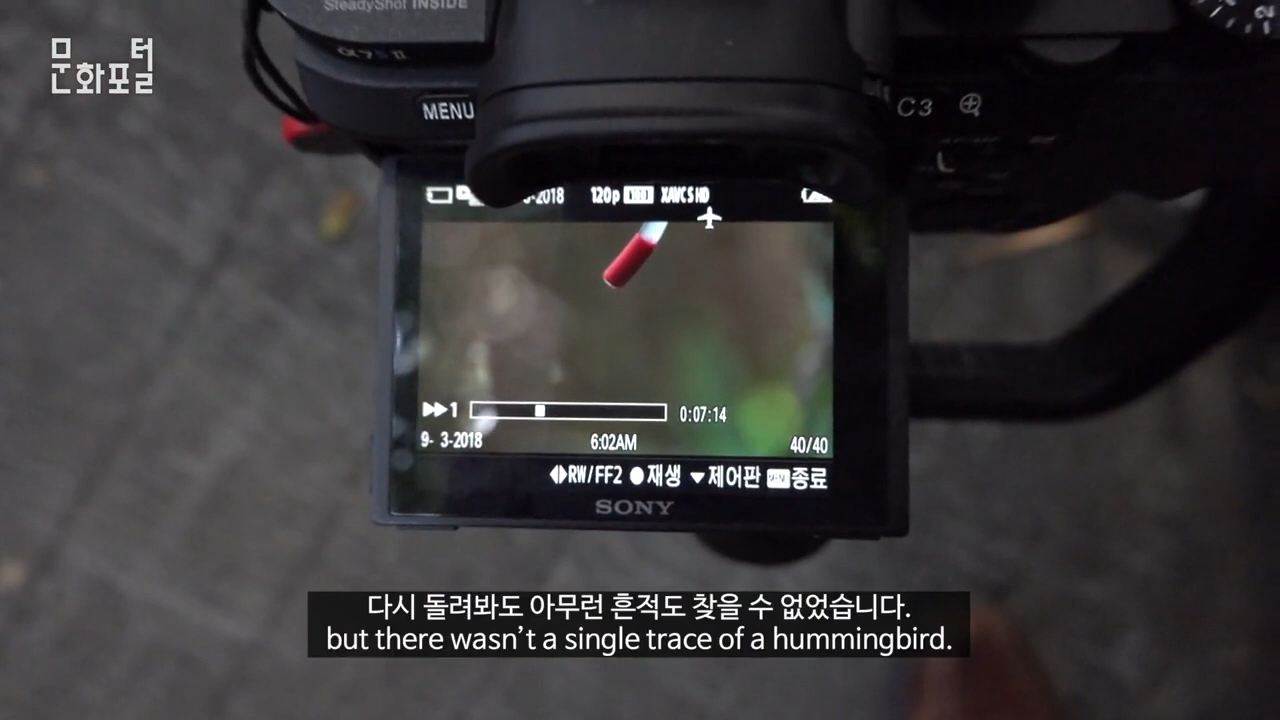 문화포털
SteadyShot INSIDE
α7S II
MENU
C3
-2018 120p XAVC S HD
▶▶1 0:07:14
9- 3-2018 6:02AM 40/40
RW/FF2 ●재생 ▼제어판 종료
SONY
다시 돌려봐도 아무런 흔적도 찾을 수 없었습니다.
but there wasn't a single trace of a hummingbird.